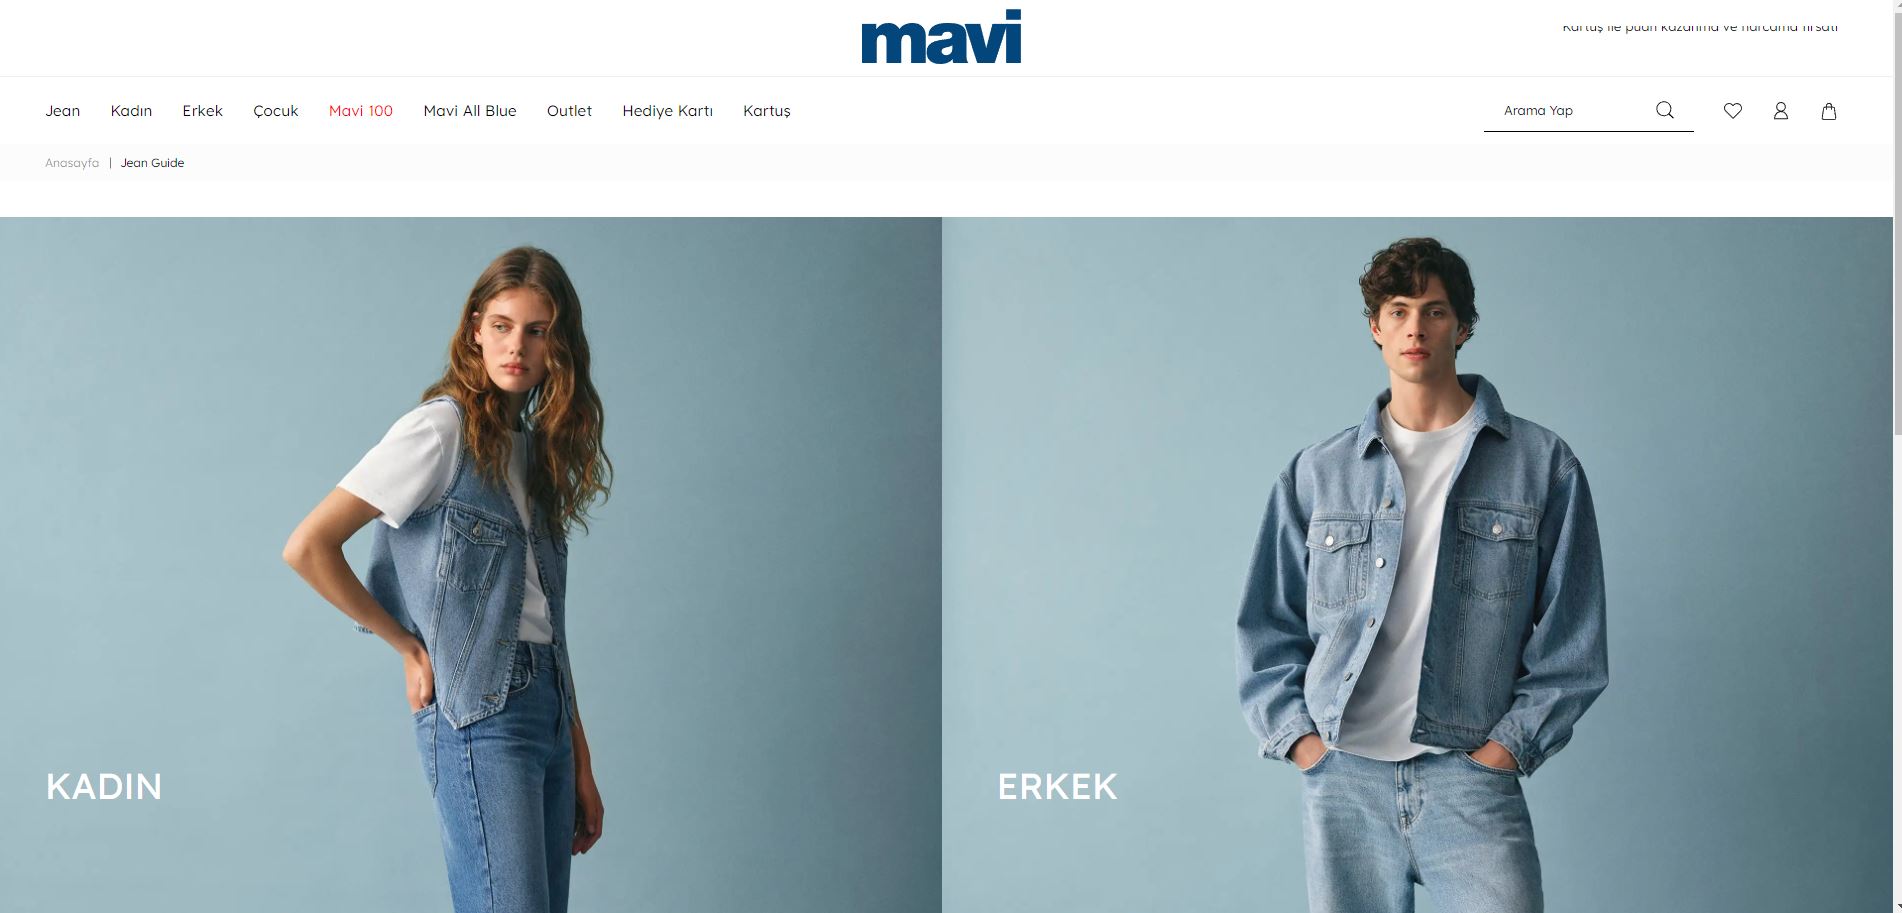 mavi
Kartuş ile puan kazanma ve harcama fırsatı
Jean Kadın Erkek Çocuk Mavi 100 Mavi All Blue Outlet Hediye Kartı Kartuş
Arama Yap
Anasayfa | Jean Guide
KADIN
ERKEK